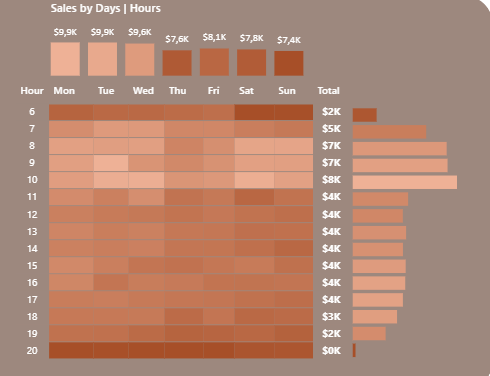 Sales by Days | Hours
$9,9K $9,9K $9,6K $7,6K $8,1K $7,8K $7,4K
Hour Mon Tue Wed Thu Fri Sat Sun Total
6 $2K
7 $5K
8 $7K
9 $7K
10 $8K
11 $4K
12 $4K
13 $4K
14 $4K
15 $4K
16 $4K
17 $4K
18 $3K
19 $2K
20 $0K